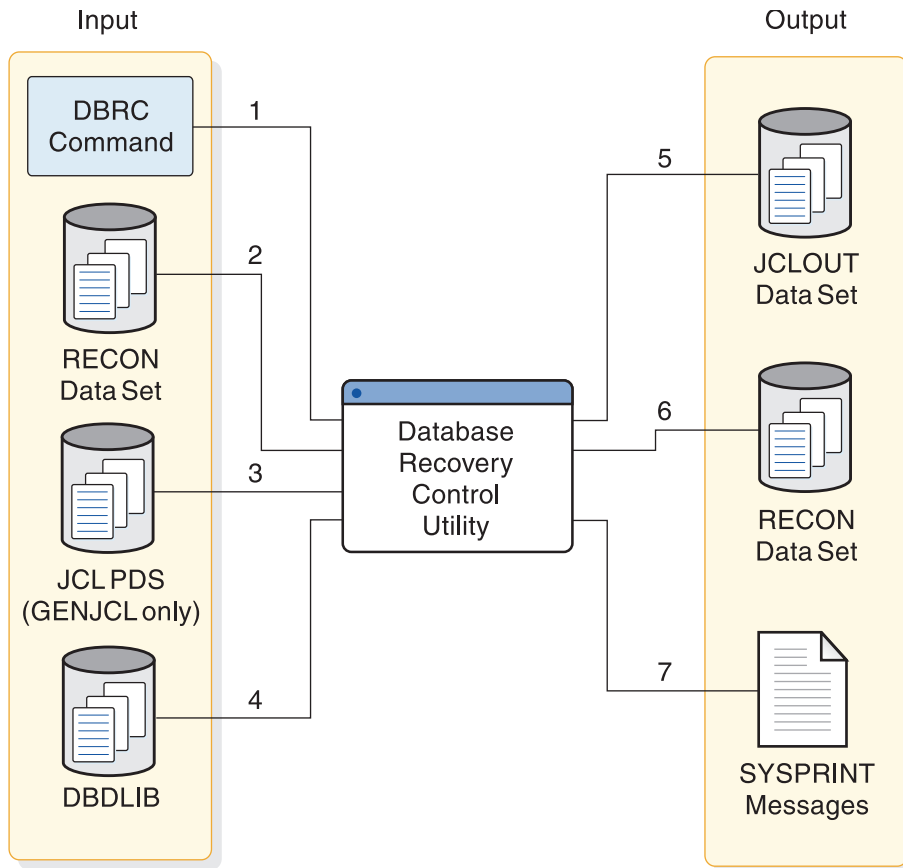 Input
DBRC
Command
1
RECON
Data Set
2
JCL PDS
(GENJCL only)
3
DBDLIB
4
Database
Recovery
Control
Utility
Output
5
JCLOUT
Data Set
6
RECON
Data Set
7
SYSPRINT
Messages